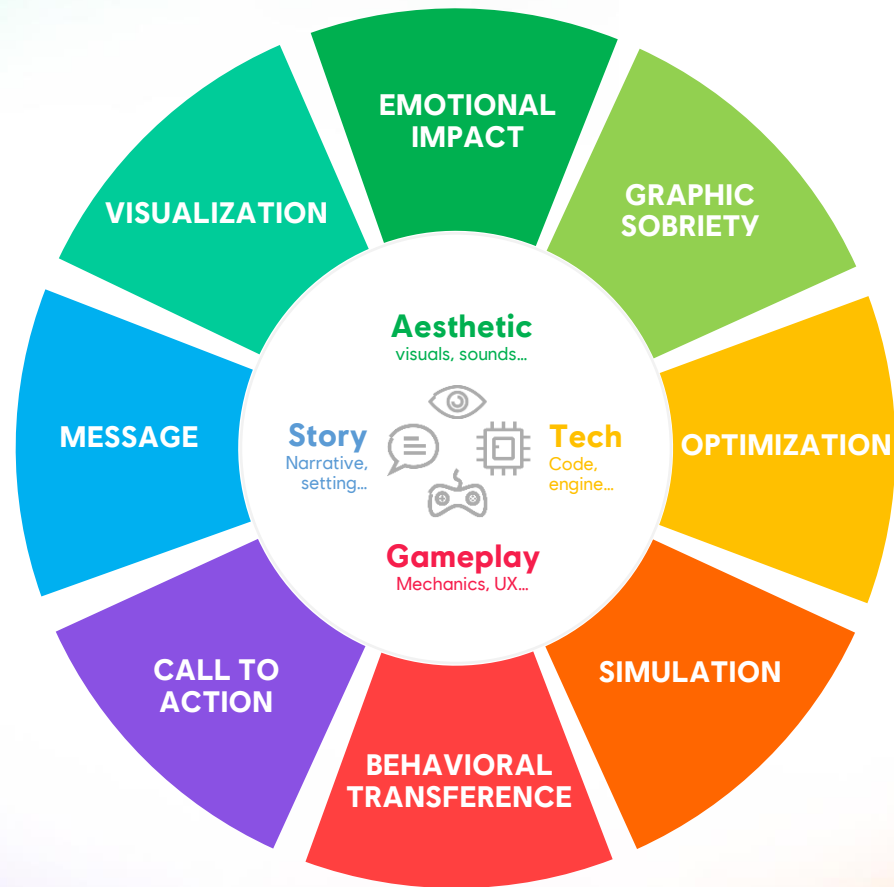 EMOTIONAL
IMPACT
GRAPHIC
SOBRIETY
VISUALIZATION
Aesthetic
visuals, sounds...
MESSAGE
Story
Narrative,
setting...
Tech
Code,
engine...
OPTIMIZATION
Gameplay
Mechanics, UX...
CALL TO
ACTION
SIMULATION
BEHAVIORAL
TRANSFERENCE